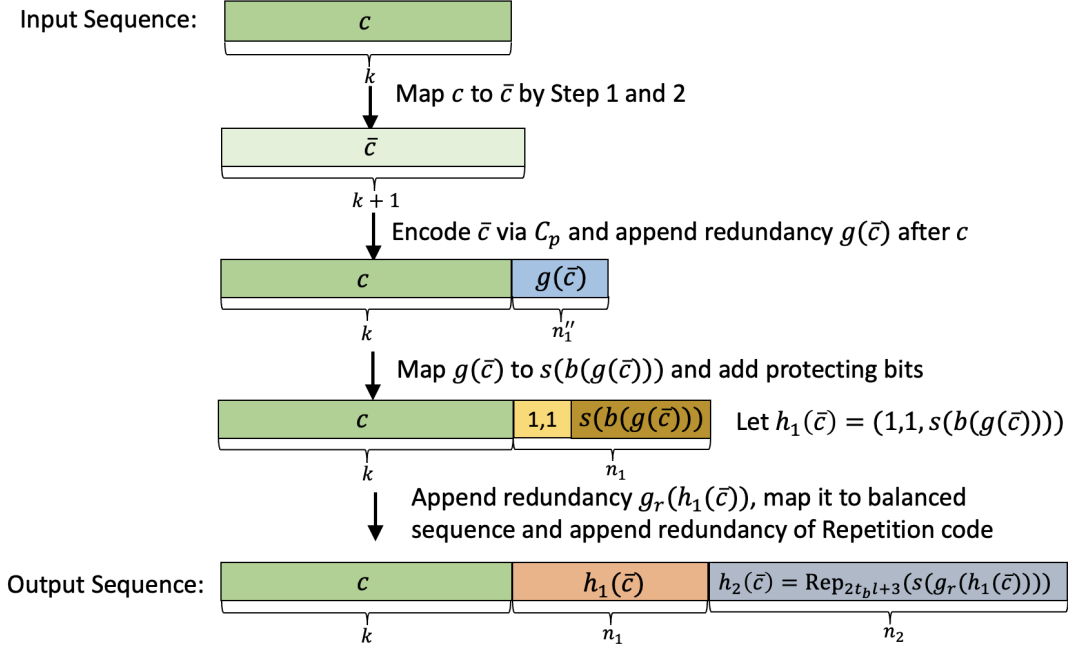 Input Sequence:
c
k
Map c to c̄ by Step 1 and 2
c̄
k + 1
Encode c̄ via C_p and append redundancy g(c̄) after c
c
g(c̄)
k
n₁′′
Map g(c̄) to s(b(g(c̄))) and add protecting bits
c
1,1
s(b(g(c̄)))
Let h₁(c̄) = (1,1, s(b(g(c̄))))
k
n₁
Append redundancy g_r(h₁(c̄)), map it to balanced
sequence and append redundancy of Repetition code
Output Sequence:
c
h₁(c̄)
h₂(c̄) = Rep_{2t_b l+3}(s(g_r(h₁(c̄))))
k
n₁
n₂